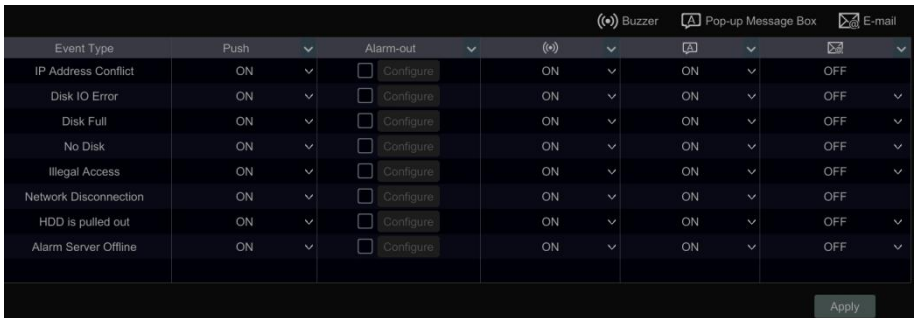 Buzzer Pop-up Message Box E-mail
Event Type Push Alarm-out
IP Address Conflict ON Configure ON ON OFF
Disk IO Error ON Configure ON ON OFF
Disk Full ON Configure ON ON OFF
No Disk ON Configure ON ON OFF
Illegal Access ON Configure ON ON OFF
Network Disconnection ON Configure ON ON OFF
HDD is pulled out ON Configure ON ON OFF
Alarm Server Offline ON Configure ON ON OFF
Apply